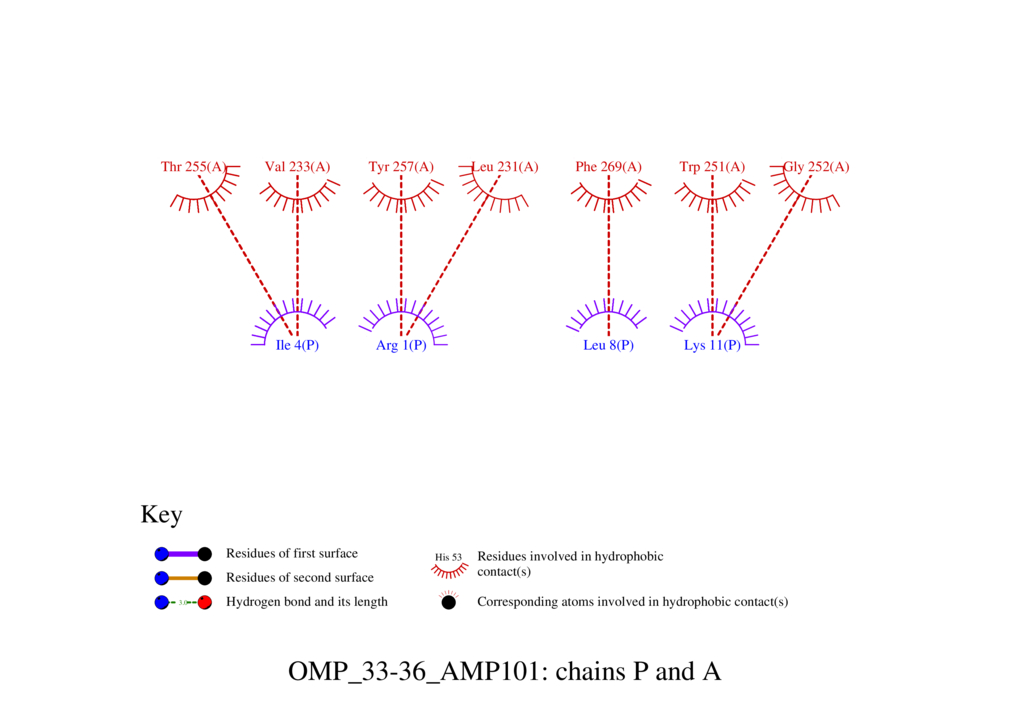 Thr 255(A) Val 233(A) Tyr 257(A) Leu 231(A) Phe 269(A) Trp 251(A) Gly 252(A)
Ile 4(P) Arg 1(P) Leu 8(P) Lys 11(P)
Key
Residues of first surface
Residues of second surface
3.0 Hydrogen bond and its length
His 53 Residues involved in hydrophobic
contact(s)
Corresponding atoms involved in hydrophobic contact(s)
OMP_33-36_AMP101: chains P and A